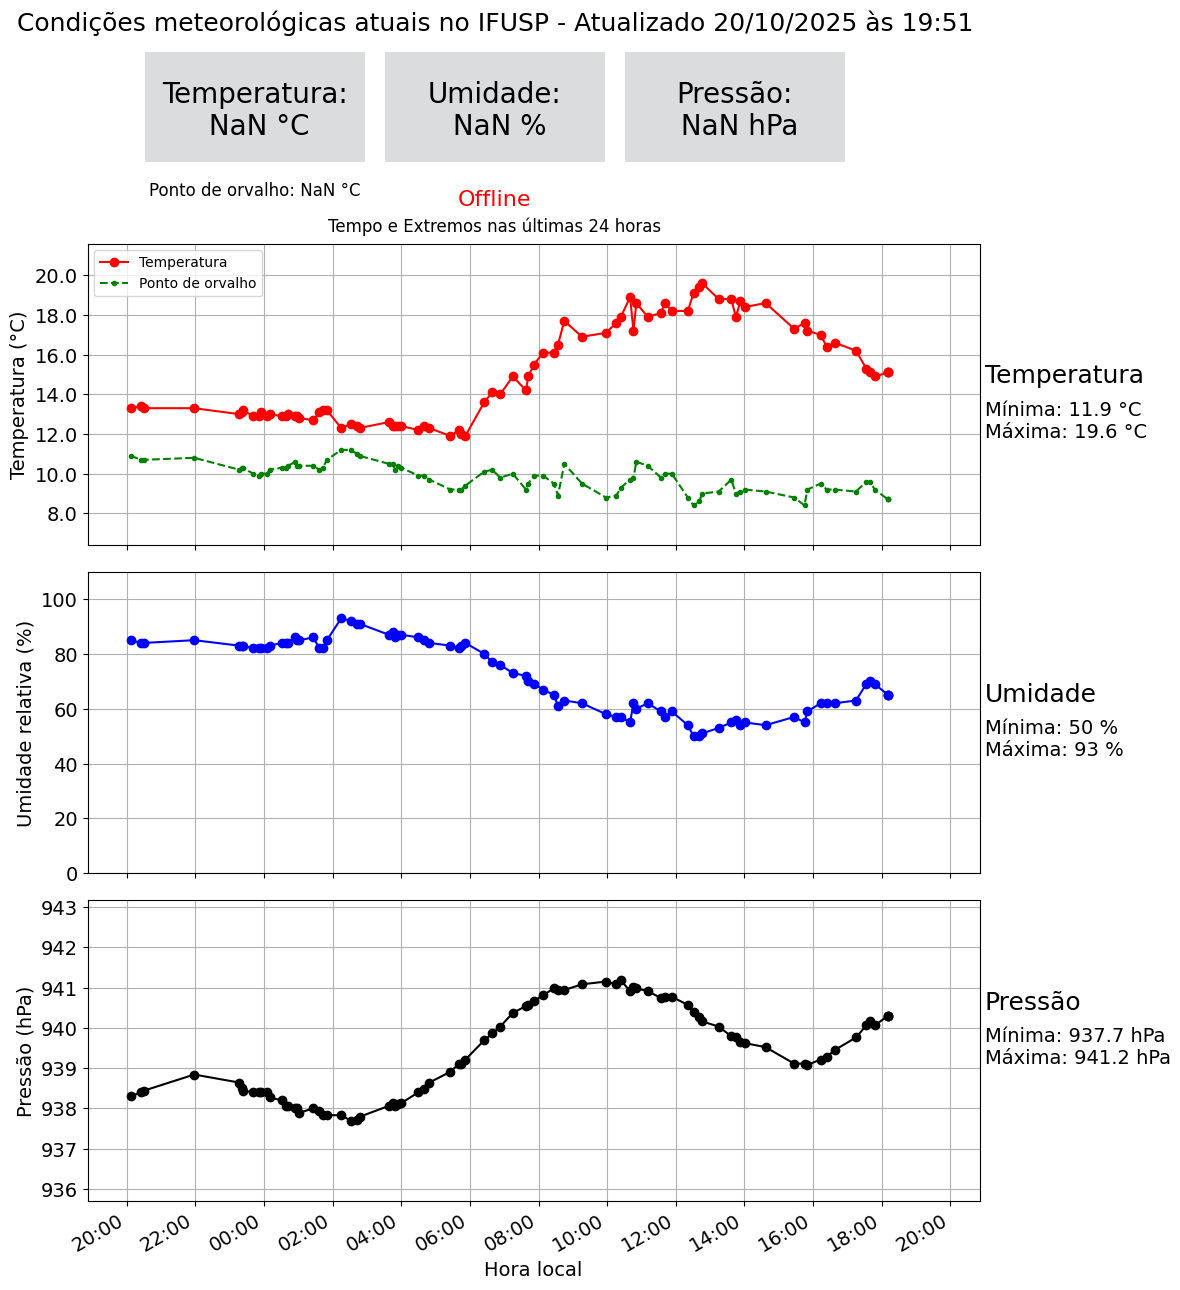 Condições meteorológicas atuais no IFUSP - Atualizado 20/10/2025 às 19:51
Temperatura:
NaN °C
Umidade:
NaN %
Pressão:
NaN hPa
Ponto de orvalho: NaN °C
Offline
Tempo e Extremos nas últimas 24 horas
Temperatura
Ponto de orvalho
Temperatura (°C)
20.0
18.0
16.0
14.0
12.0
10.0
8.0
Temperatura
Mínima: 11.9 °C
Máxima: 19.6 °C
Umidade relativa (%)
100
80
60
40
20
0
Umidade
Mínima: 50 %
Máxima: 93 %
Pressão (hPa)
943
942
941
940
939
938
937
936
Pressão
Mínima: 937.7 hPa
Máxima: 941.2 hPa
20:00 22:00 00:00 02:00 04:00 06:00 08:00 10:00 12:00 14:00 16:00 18:00 20:00
Hora local